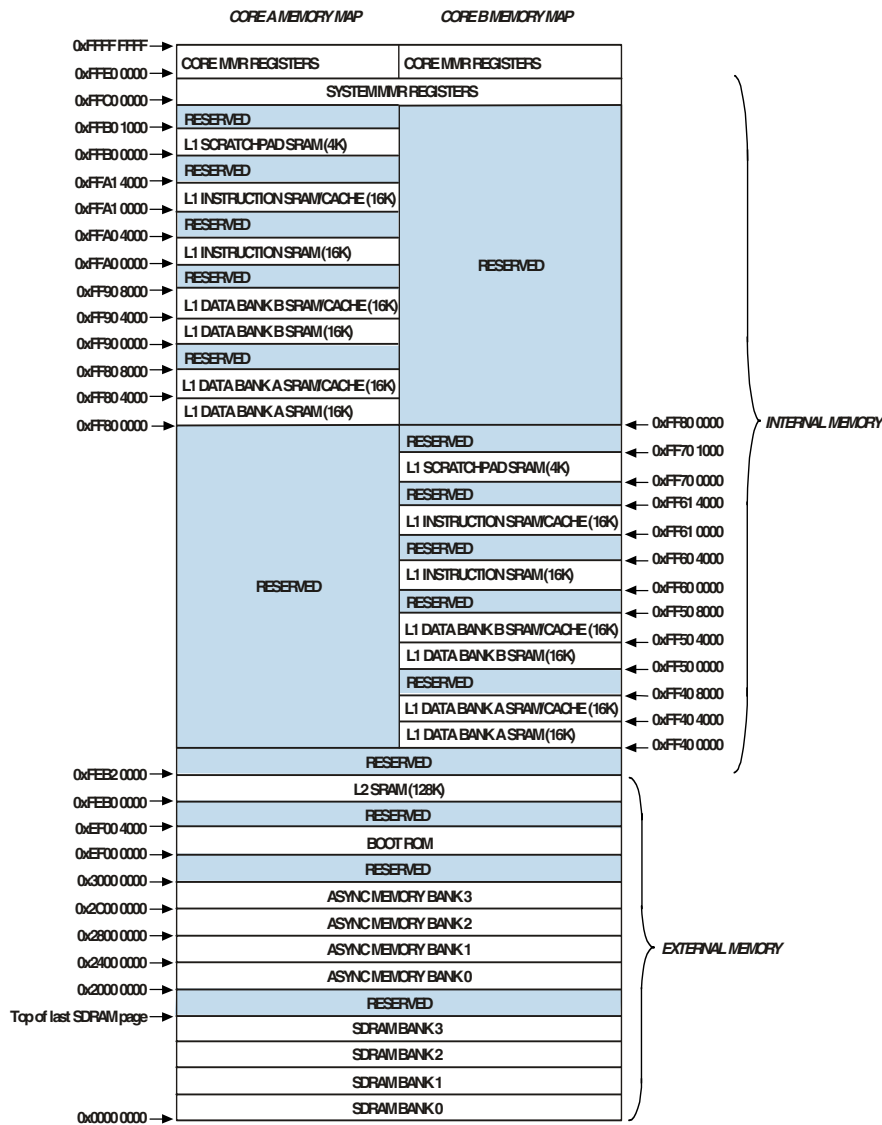 CORE A MEMORY MAP CORE B MEMORY MAP
0xFFFF FFFF
CORE MMR REGISTERS CORE MMR REGISTERS
0xFFE0 0000
SYSTEM MMR REGISTERS
0xFFC0 0000
RESERVED
0xFFB0 1000
L1 SCRATCHPAD SRAM (4K)
0xFFB0 0000
RESERVED
0xFFA1 4000
L1 INSTRUCTION SRAM/CACHE (16K)
0xFFA1 0000
RESERVED
0xFFA0 4000
L1 INSTRUCTION SRAM (16K)
0xFFA0 0000
RESERVED
RESERVED
0xFF90 8000
L1 DATA BANK B SRAM/CACHE (16K)
0xFF90 4000
L1 DATA BANK B SRAM (16K)
0xFF90 0000
RESERVED
0xFF80 8000
L1 DATA BANK A SRAM/CACHE (16K)
0xFF80 4000
L1 DATA BANK A SRAM (16K)
0xFF80 0000
0xFF80 0000
INTERNAL MEMORY
RESERVED
0xFF70 1000
L1 SCRATCHPAD SRAM (4K)
0xFF70 0000
RESERVED
0xFF61 4000
L1 INSTRUCTION SRAM/CACHE (16K)
0xFF61 0000
RESERVED
0xFF60 4000
L1 INSTRUCTION SRAM (16K)
RESERVED
0xFF60 0000
RESERVED
0xFF50 8000
L1 DATA BANK B SRAM/CACHE (16K)
0xFF50 4000
L1 DATA BANK B SRAM (16K)
0xFF50 0000
RESERVED
0xFF40 8000
L1 DATA BANK A SRAM/CACHE (16K)
0xFF40 4000
L1 DATA BANK A SRAM (16K)
0xFF40 0000
RESERVED
0xFEB2 0000
L2 SRAM (128K)
0xFEB0 0000
RESERVED
0xEF00 4000
BOOT ROM
0xEF00 0000
RESERVED
0x3000 0000
ASYNC MEMORY BANK 3
0x2C00 0000
ASYNC MEMORY BANK 2
0x2800 0000
ASYNC MEMORY BANK 1
EXTERNAL MEMORY
0x2400 0000
ASYNC MEMORY BANK 0
0x2000 0000
RESERVED
Top of last SDRAM page
SDRAM BANK 3
SDRAM BANK 2
SDRAM BANK 1
SDRAM BANK 0
0x0000 0000